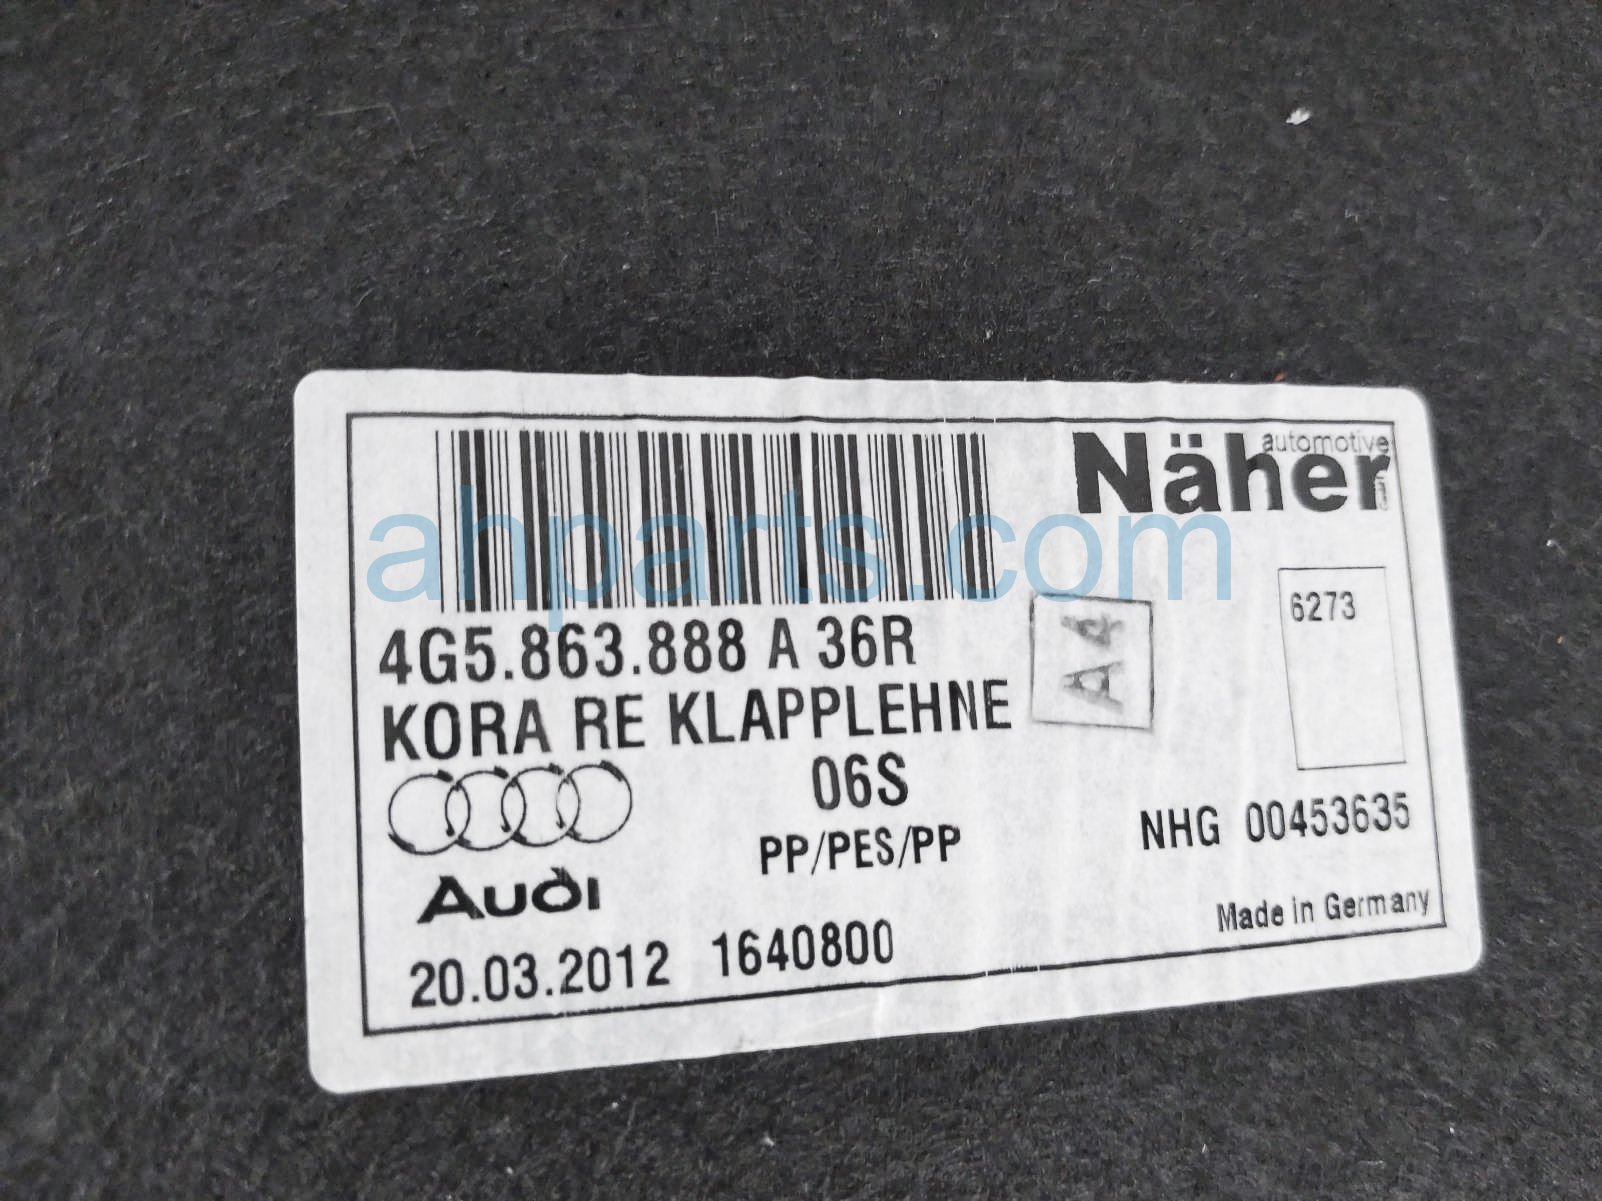 automotive
Näher
ahparts.com
6273
4G5.863.888 A 36R
A4
KORA RE KLAPPLEHNE
06S
NHG 00453635
PP/PES/PP
Audi
Made in Germany
20.03.2012 1640800